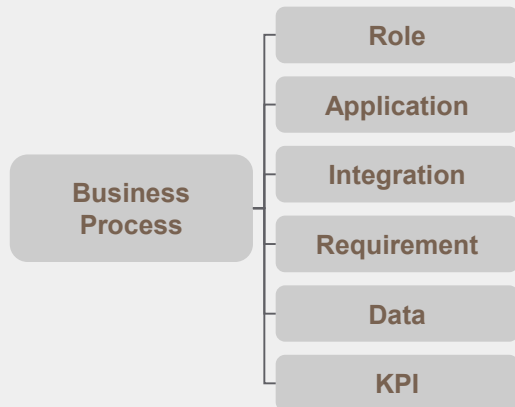 Role
Application
Integration
Business
Process
Requirement
Data
KPI